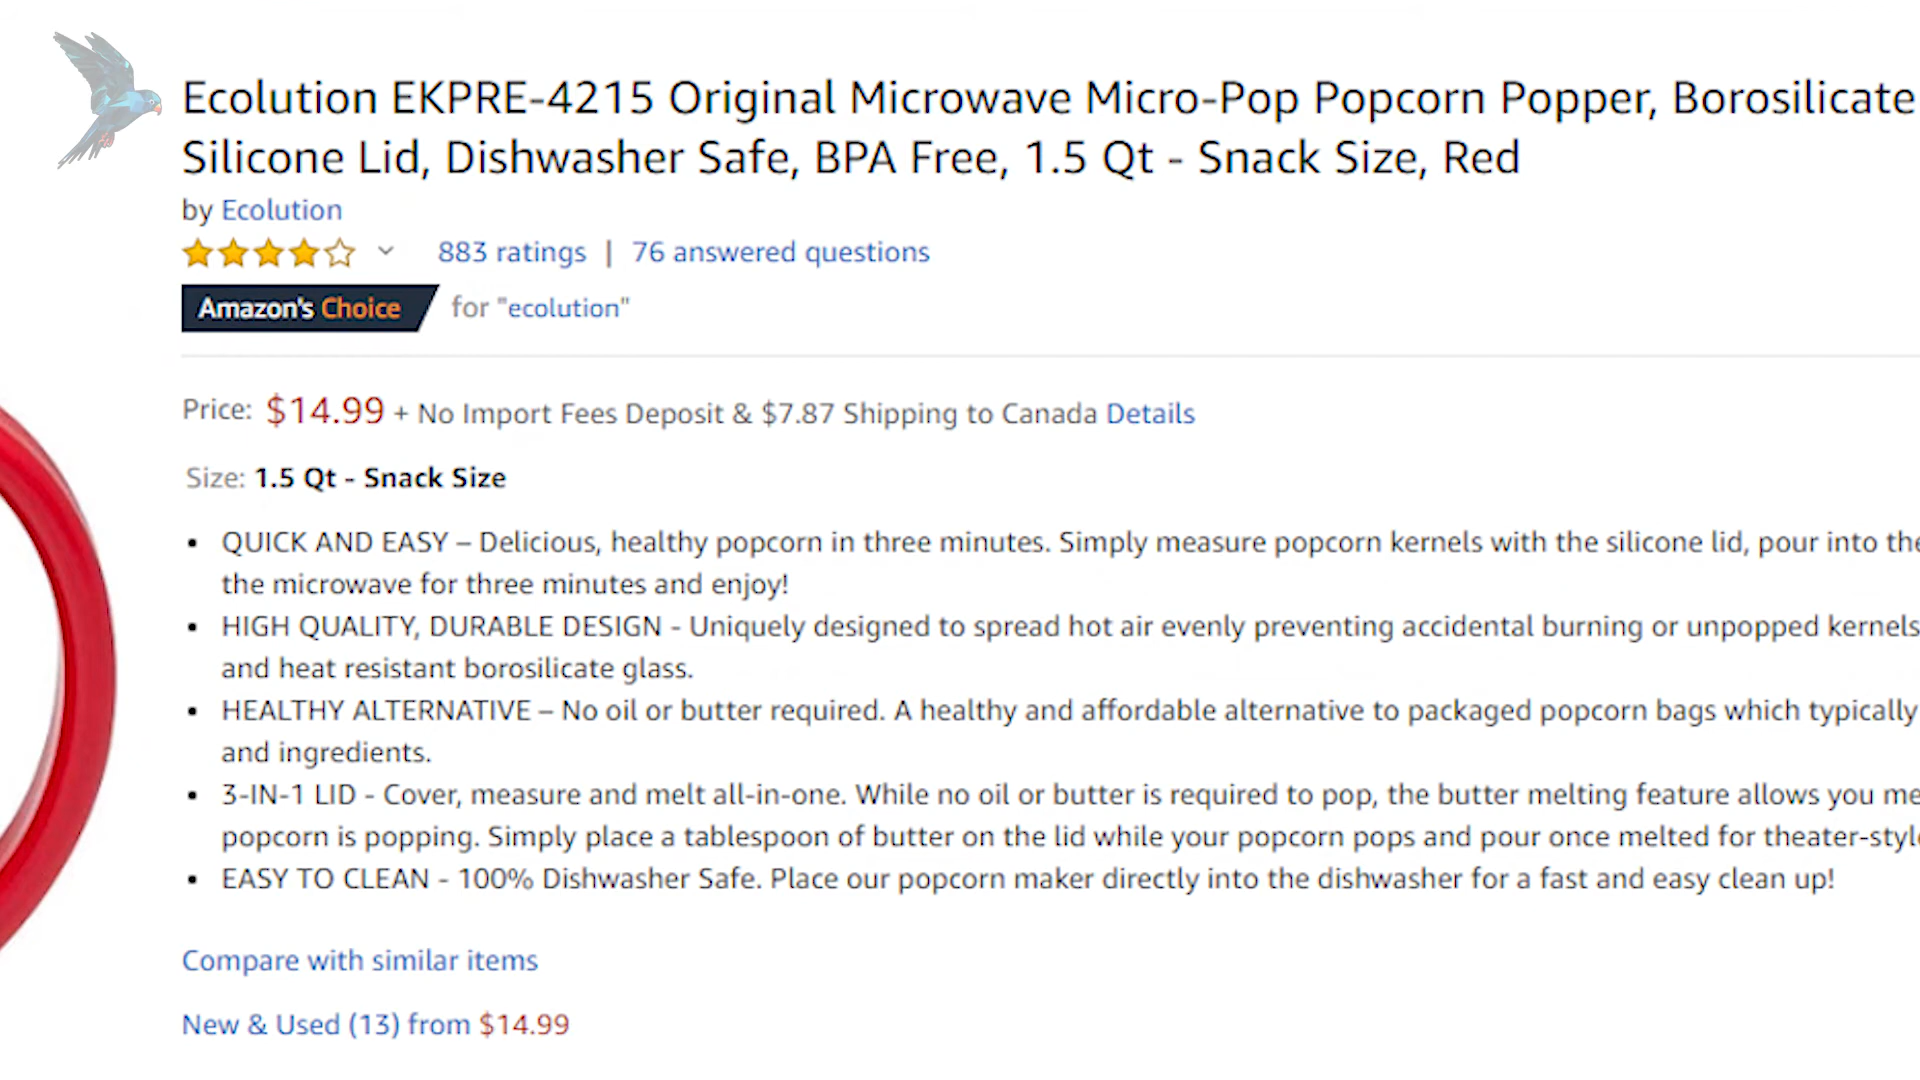 Ecolution EKPRE-4215 Original Microwave Micro-Pop Popcorn Popper, Borosilicate
Silicone Lid, Dishwasher Safe, BPA Free, 1.5 Qt - Snack Size, Red
by Ecolution
883 ratings | 76 answered questions
Amazon's Choice for "ecolution"
Price: $14.99 + No Import Fees Deposit & $7.87 Shipping to Canada Details
Size: 1.5 Qt - Snack Size
• QUICK AND EASY – Delicious, healthy popcorn in three minutes. Simply measure popcorn kernels with the silicone lid, pour into the
the microwave for three minutes and enjoy!
• HIGH QUALITY, DURABLE DESIGN - Uniquely designed to spread hot air evenly preventing accidental burning or unpopped kernels
and heat resistant borosilicate glass.
• HEALTHY ALTERNATIVE – No oil or butter required. A healthy and affordable alternative to packaged popcorn bags which typically
and ingredients.
• 3-IN-1 LID - Cover, measure and melt all-in-one. While no oil or butter is required to pop, the butter melting feature allows you me
popcorn is popping. Simply place a tablespoon of butter on the lid while your popcorn pops and pour once melted for theater-style
• EASY TO CLEAN - 100% Dishwasher Safe. Place our popcorn maker directly into the dishwasher for a fast and easy clean up!
Compare with similar items
New & Used (13) from $14.99